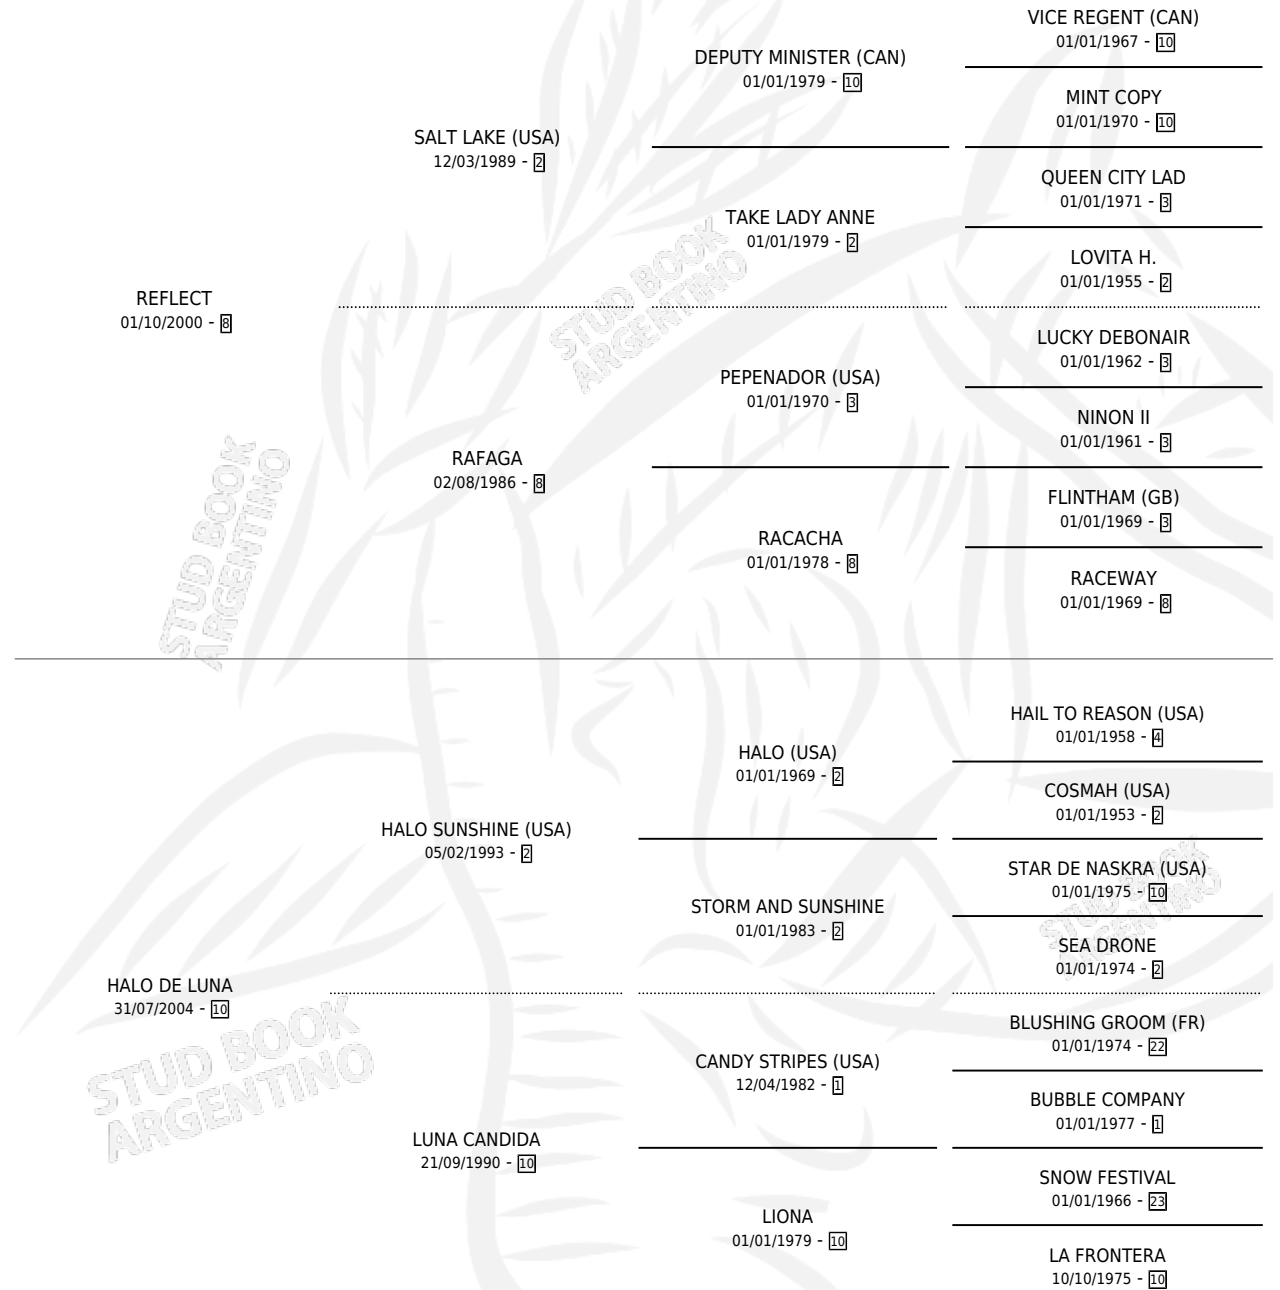 VICE REGENT (CAN)
01/01/1967 - 10
DEPUTY MINISTER (CAN)
01/01/1979 - 10
MINT COPY
01/01/1970 - 10
SALT LAKE (USA)
12/03/1989 - 2
QUEEN CITY LAD
01/01/1971 - 3
TAKE LADY ANNE
01/01/1979 - 2
LOVITA H.
01/01/1955 - 2
REFLECT
01/10/2000 - 8
LUCKY DEBONAIR
01/01/1962 - 3
PEPENADOR (USA)
01/01/1970 - 3
NINON II
01/01/1961 - 3
RAFAGA
02/08/1986 - 8
FLINTHAM (GB)
01/01/1969 - 3
RACACHA
01/01/1978 - 8
RACEWAY
01/01/1969 - 8
STUD BOOK
ARGENTINO
STUD BOOK
ARGENTINO
HAIL TO REASON (USA)
01/01/1958 - 4
HALO (USA)
01/01/1969 - 2
COSMAH (USA)
01/01/1953 - 2
HALO SUNSHINE (USA)
05/02/1993 - 2
STAR DE NASKRA (USA)
01/01/1975 - 10
STORM AND SUNSHINE
01/01/1983 - 2
SEA DRONE
01/01/1974 - 2
HALO DE LUNA
31/07/2004 - 10
BLUSHING GROOM (FR)
01/01/1974 - 22
CANDY STRIPES (USA)
12/04/1982 - 1
BUBBLE COMPANY
01/01/1977 - 1
LUNA CANDIDA
21/09/1990 - 10
SNOW FESTIVAL
01/01/1966 - 23
LIONA
01/01/1979 - 10
LA FRONTERA
10/10/1975 - 10
STUD BOOK
ARGENTINO
STUD BOOK
ARGENTINO